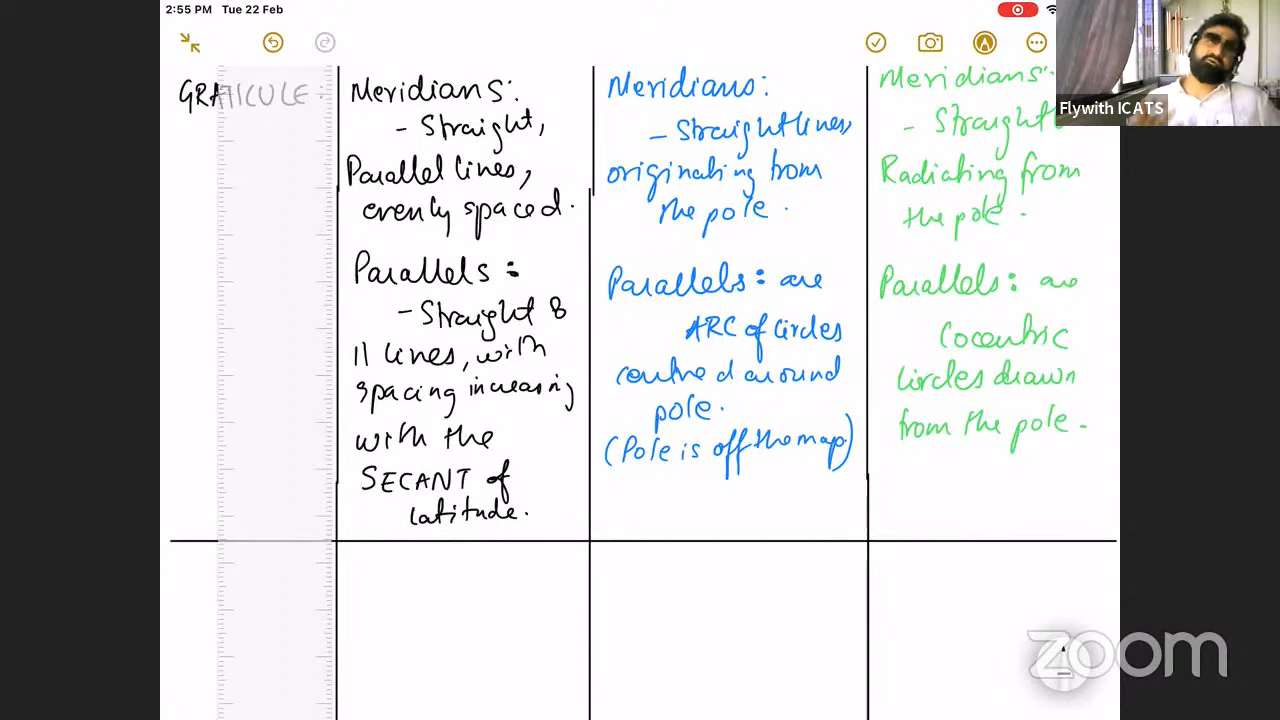 2:55 PM Tue 22 Feb
Flywith ICATS
GRATICULE:
Meridians:
- Straight,
Parallel lines,
evenly spaced.
Parallels:
- Straight &
11 lines, with
spacing increasing
with the
SECANT of
latitude.
Meridians:
- Straight lines,
originating from
the pole.
Parallels: are
ARC of circles
centred around
pole.
(Pole is off the map)
Meridians:
- Straight
Radiating from
the pole.
Parallels: are
Cocentric
Circles drawn
from the pole.
zoom